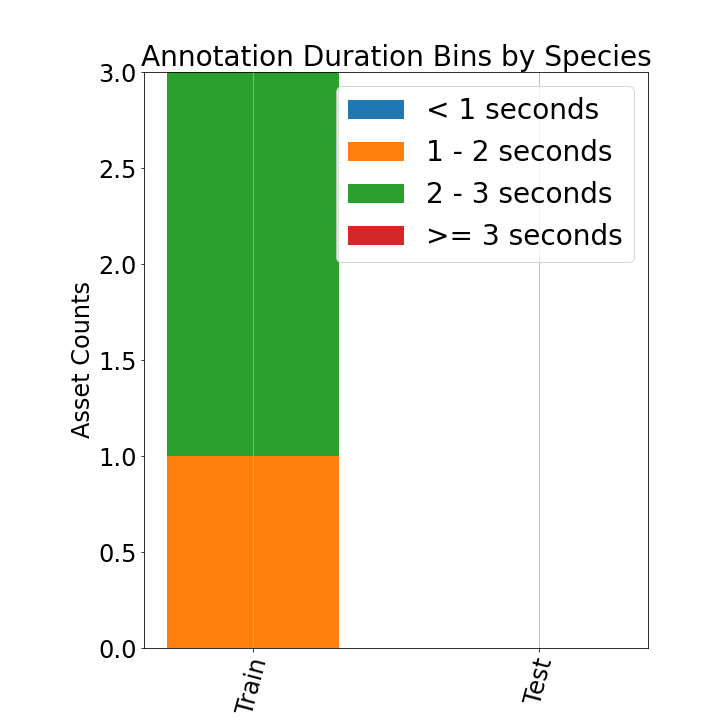 Annotation Duration Bins by Species
3.0
2.5
2.0
1.5
1.0
0.5
0.0
Asset Counts
< 1 seconds
1 - 2 seconds
2 - 3 seconds
>= 3 seconds
Train
Test